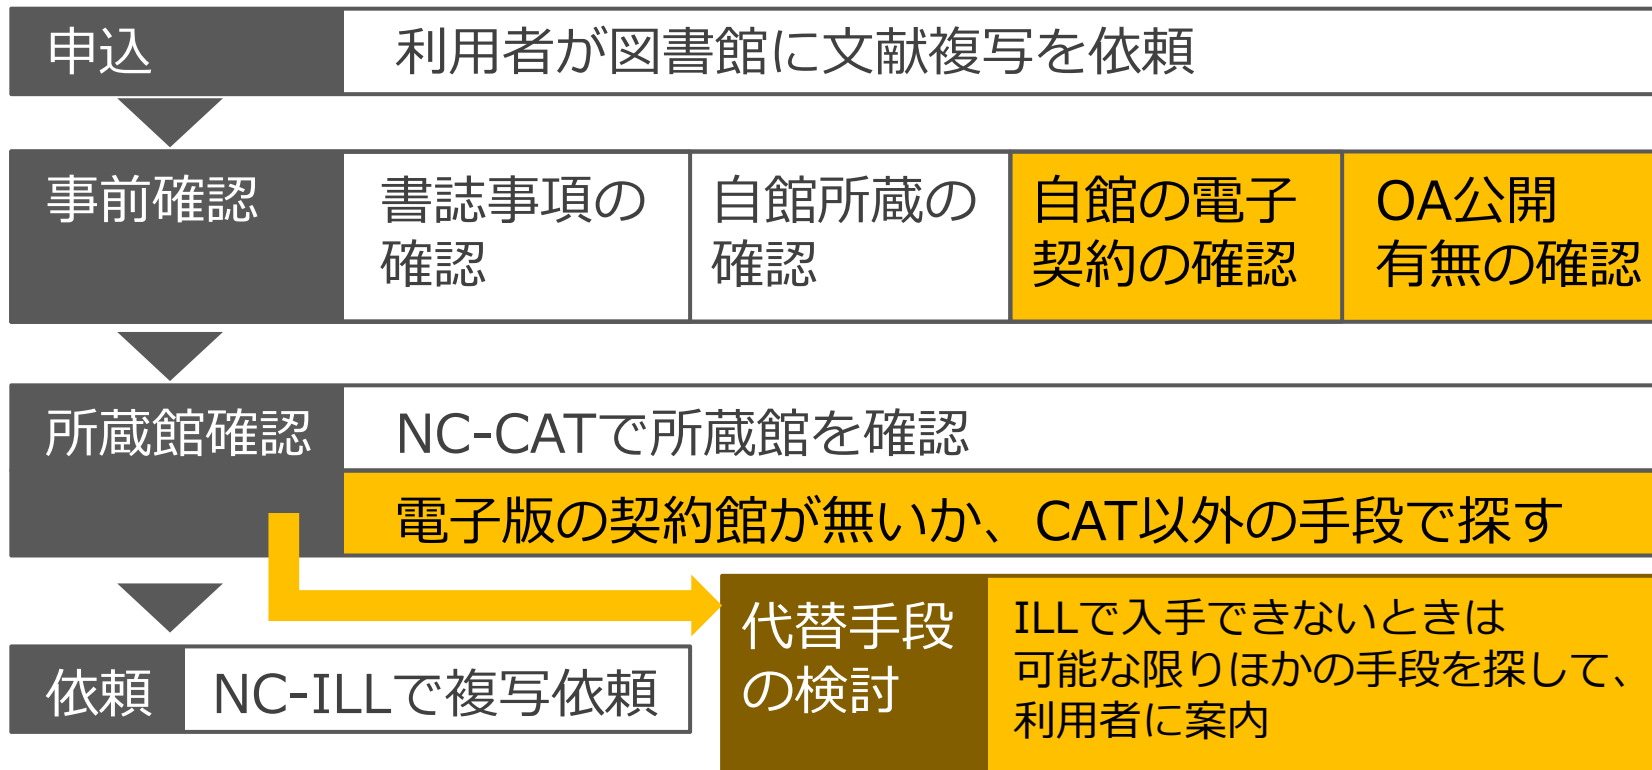 申込
利用者が図書館に文献複写を依頼
事前確認
書誌事項の
確認
自館所蔵の
確認
自館の電子
契約の確認
OA公開
有無の確認
所蔵館確認
NC-CATで所蔵館を確認
電子版の契約館が無いか、CAT以外の手段で探す
依頼
NC-ILLで複写依頼
代替手段
の検討
ILLで入手できないときは
可能な限りほかの手段を探して、
利用者に案内